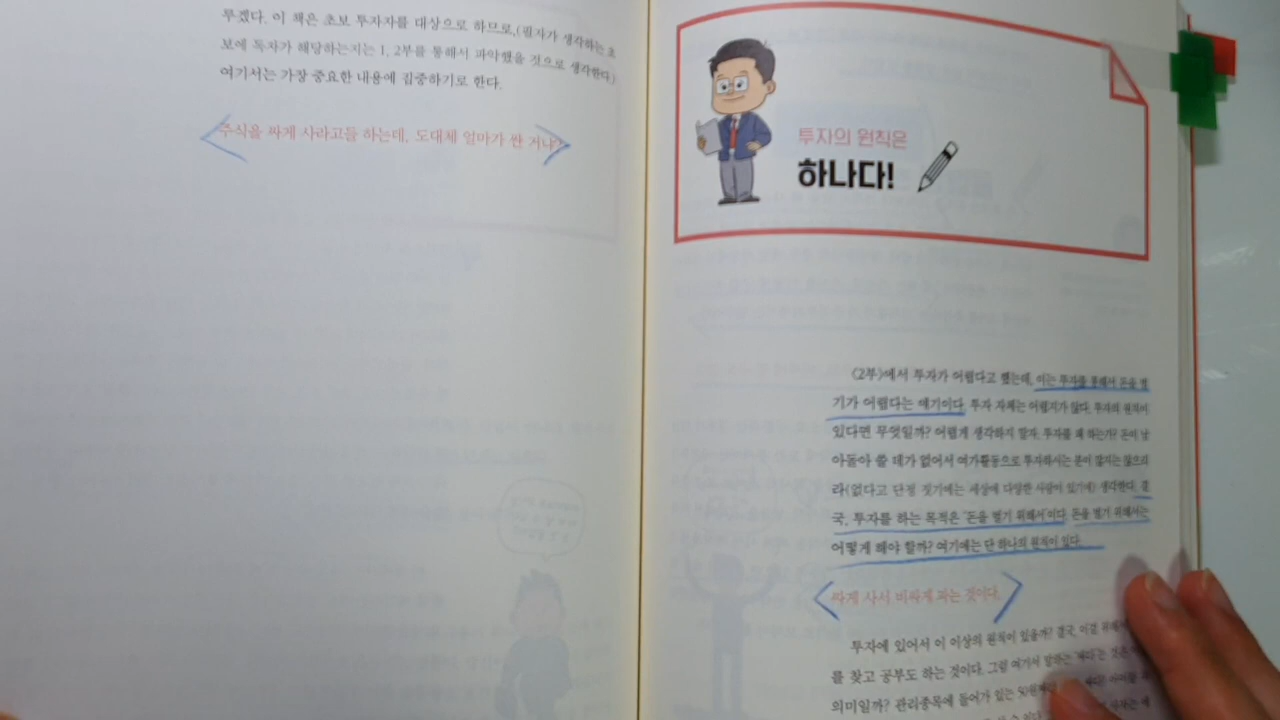 루겠다. 이 책은 초보 투자자를 대상으로 하므로,(필자가 생각하는 초
보에 독자가 해당하는지는 1, 2부를 통해서 파악했을 것으로 생각한다)
여기서는 가장 중요한 내용에 집중하기로 한다.
주식을 싸게 사라고들 하는데, 도대체 얼마가 싼 거냐?
투자의 원칙은
하나다!
〈2부〉에서 투자가 어렵다고 했는데, 이는 투자를 통해서 돈을 벌
기가 어렵다는 얘기이다. 투자 자체는 어렵지가 않다. 투자의 원칙이
있다면 무엇일까? 어렵게 생각하지 말자. 투자를 왜 하는가? 돈이 남
아돌아 쓸 데가 없어서 여가활동으로 투자하시는 분이 많지는 않으리
라(없다고 단정 짓기에는 세상에 다양한 사람이 있기에) 생각한다. 결
국, 투자를 하는 목적은 '돈을 벌기 위해서'이다. 돈을 벌기 위해서는
어떻게 해야 할까? 여기에는 단 하나의 원칙이 있다.
싸게 사서 비싸게 파는 것이다.
투자에 있어서 이 이상의 원칙이 있을까? 결국, 이걸
를 찾고 공부도 하는 것이다. 그럼 여기서 말하는
의미일까? 관리종목에 들어가 있는